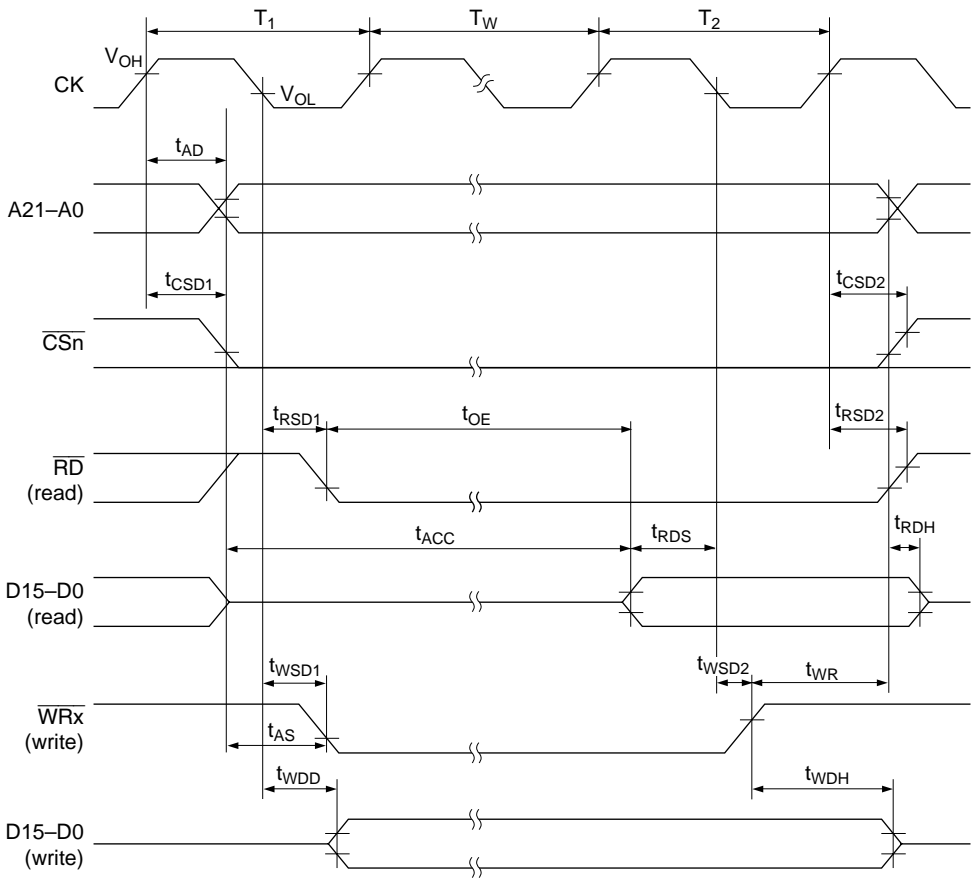 T1 TW T2
VOH
CK
VOL
tAD
A21–A0
tCSD1 tCSD2
CSn
tRSD1 tOE tRSD2
RD
(read)
tACC tRDS tRDH
D15–D0
(read)
tWSD1 tWSD2 tWR
WRx
(write)
tAS
tWDD tWDH
D15–D0
(write)